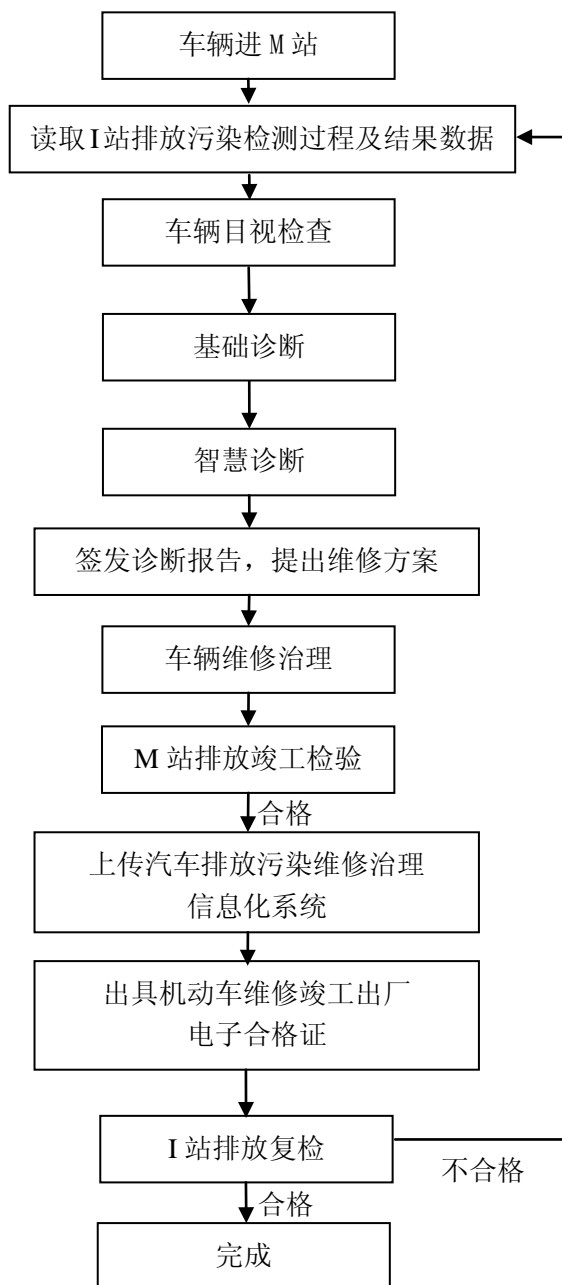 车辆进 M 站
读取 I 站排放污染检测过程及结果数据
车辆目视检查
基础诊断
智慧诊断
签发诊断报告，提出维修方案
车辆维修治理
M 站排放竣工检验
合格
上传汽车排放污染维修治理
信息化系统
出具机动车维修竣工出厂
电子合格证
I 站排放复检
不合格
合格
完成